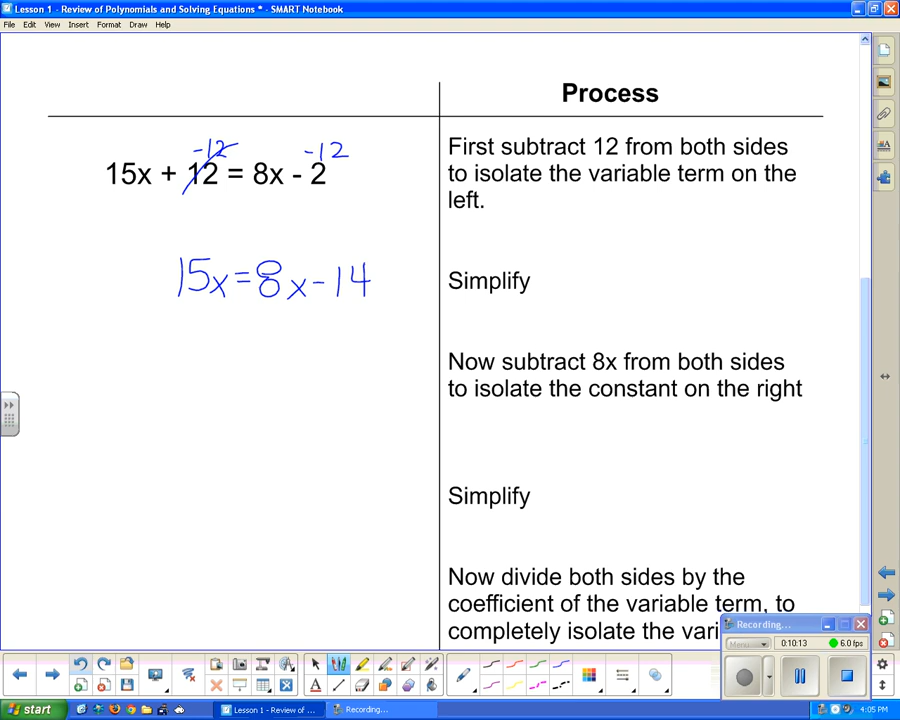 Lesson 1 - Review of Polynomials and Solving Equations * - SMART Notebook
File Edit View Insert Format Draw Help
Process
-12 -12
15x + 12 = 8x - 2
First subtract 12 from both sides
to isolate the variable term on the
left.
15x=8x-14
Simplify
Now subtract 8x from both sides
to isolate the constant on the right
Simplify
Now divide both sides by the
coefficient of the variable term, to
completely isolate the vari
Recording...
Menu
0:10:13
6.0 fps
start
Lesson 1 - Review of ...
Recording...
4:05 PM